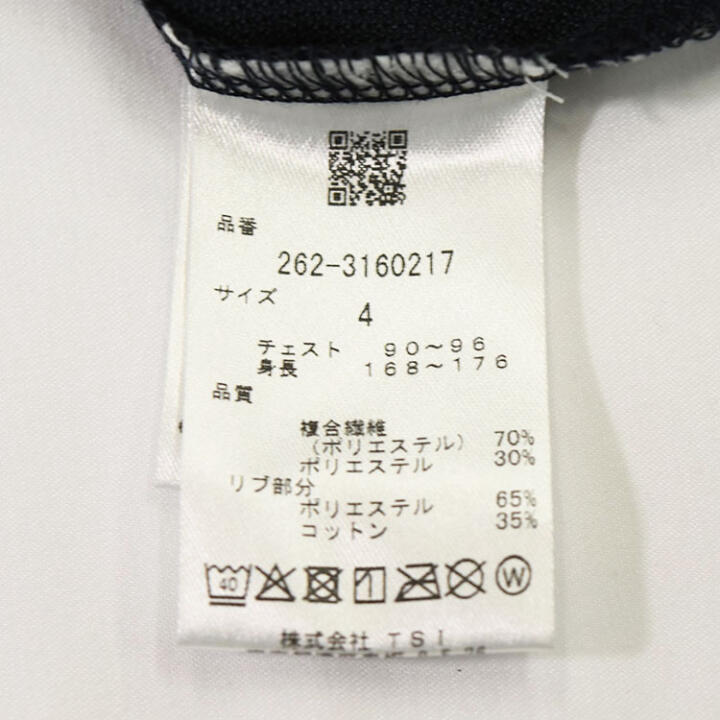 品番
262-3160217
サイズ
4
チェスト 90〜96
身長 168〜176
品質
複合繊維
(ポリエステル) 70%
ポリエステル 30%
リブ部分
ポリエステル 65%
コットン 35%
40 W
株式会社 TSI